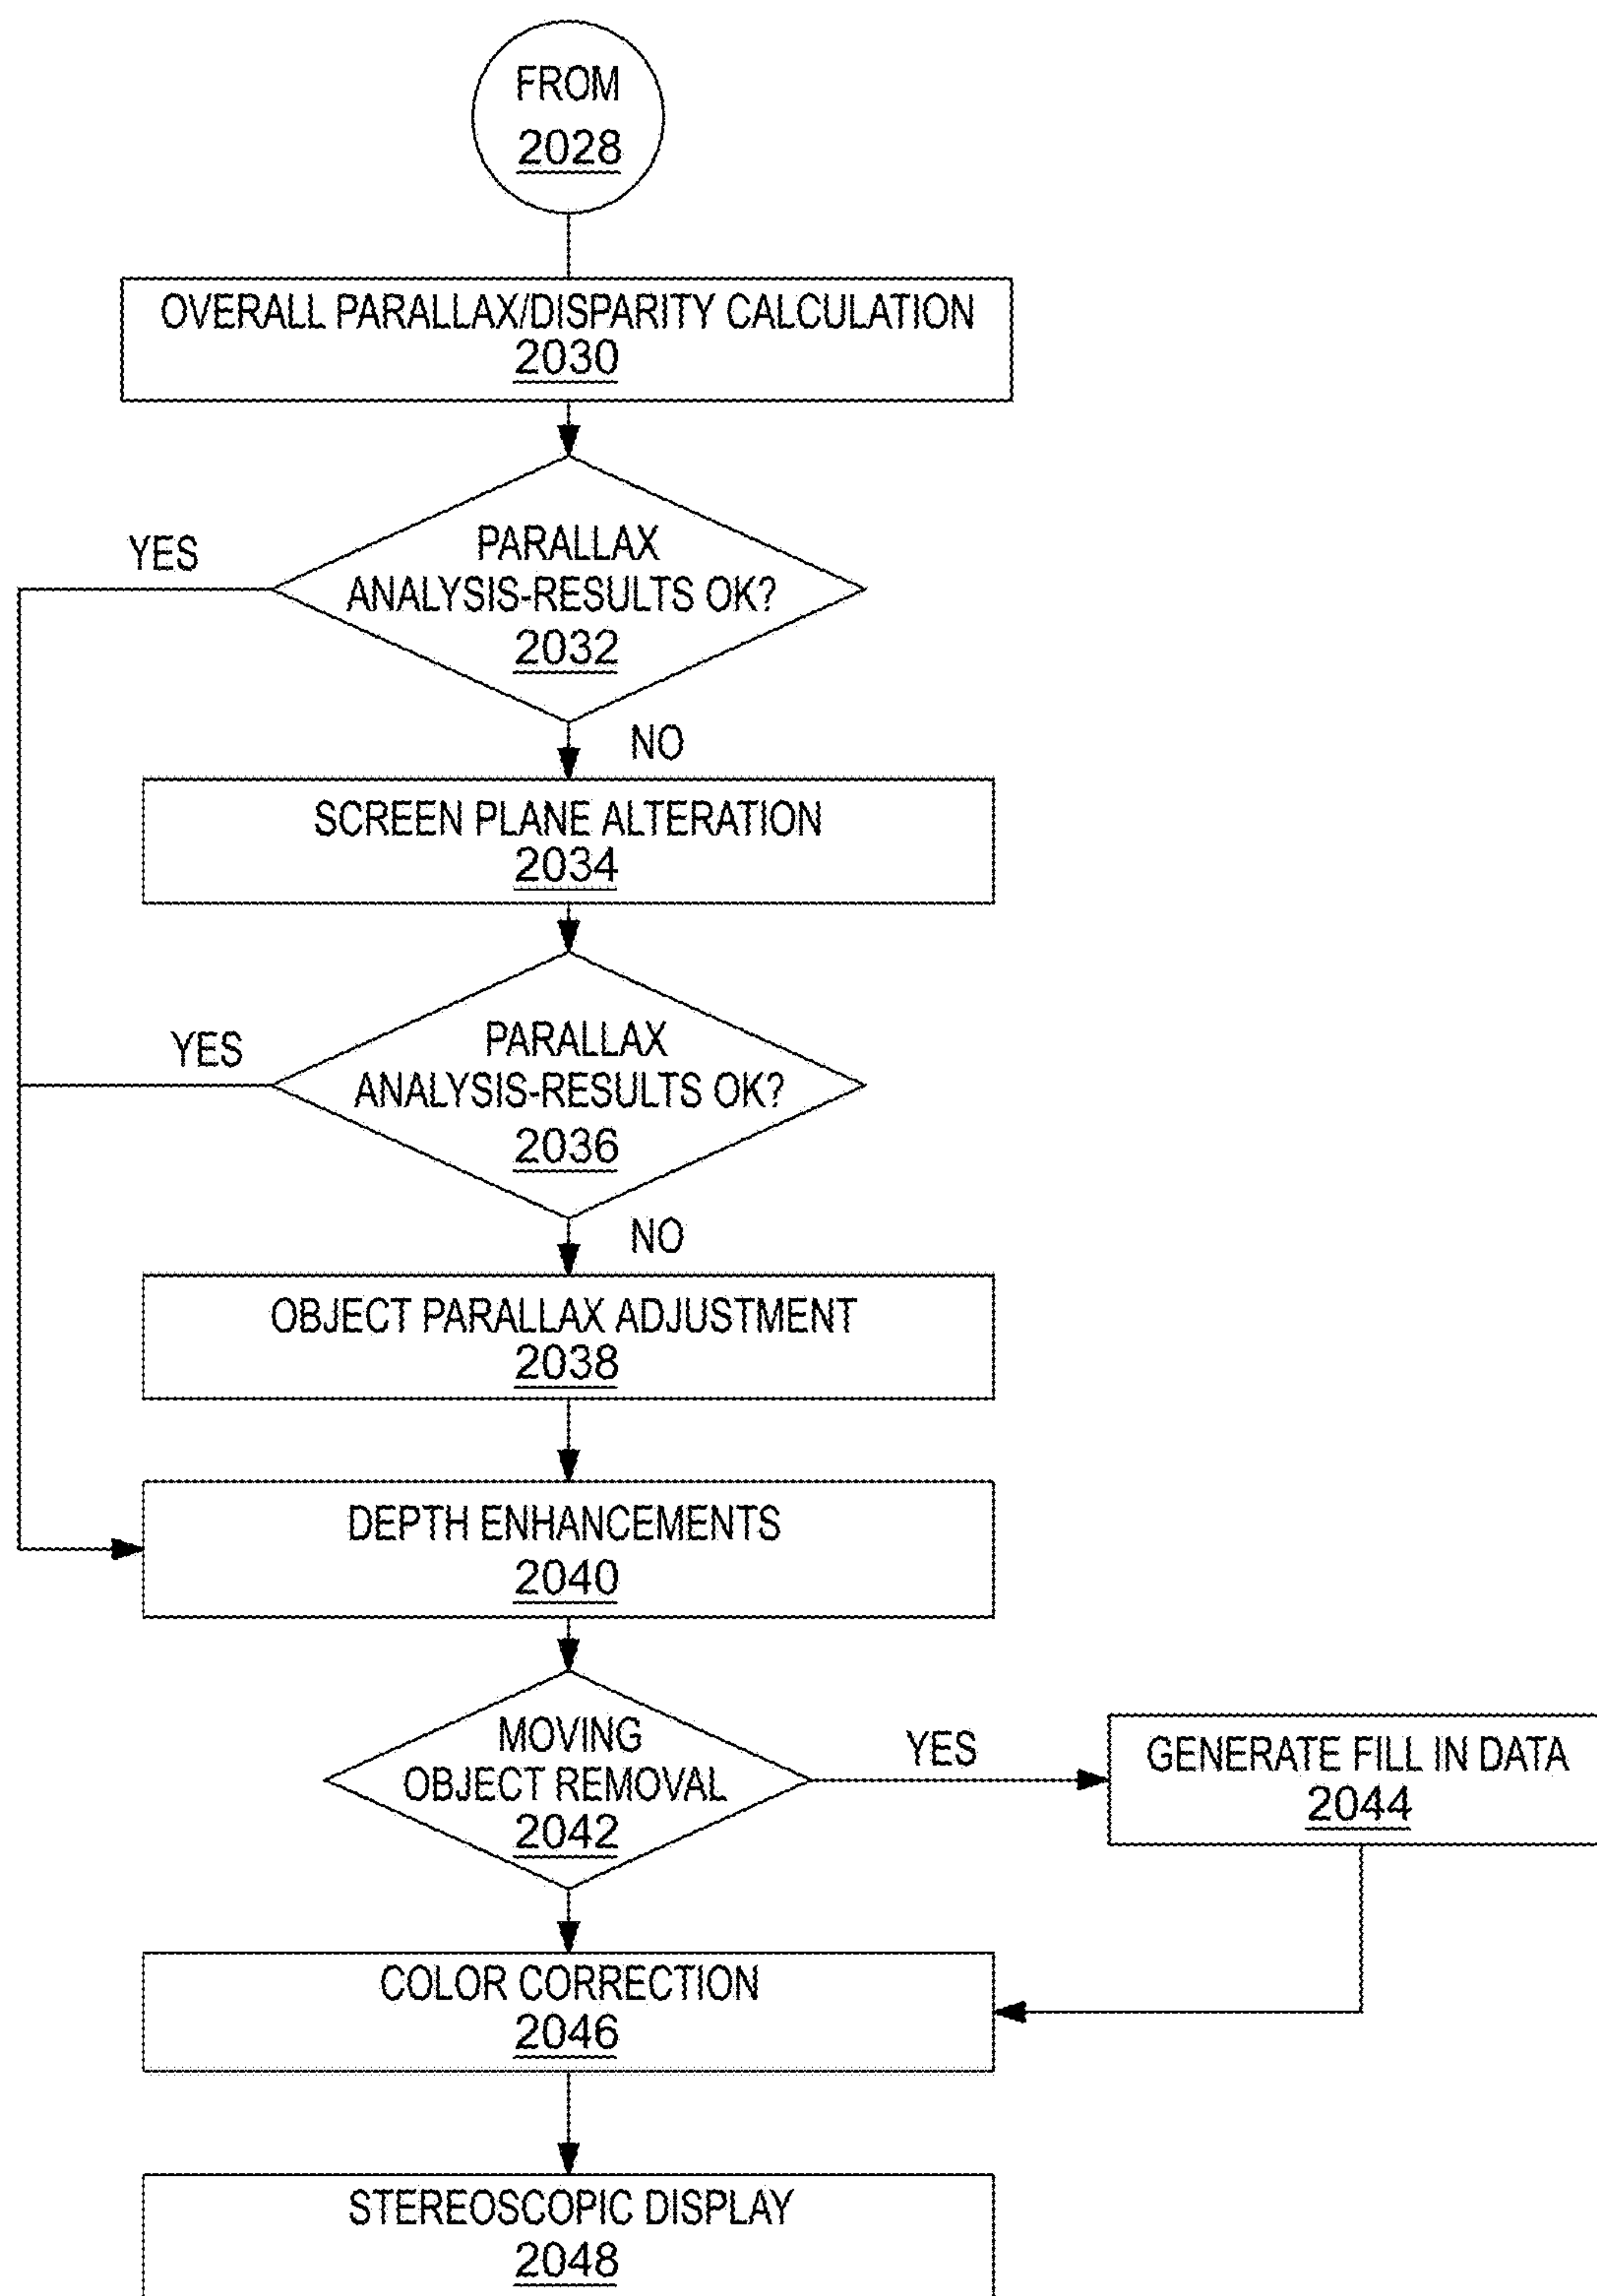 FROM
2028
OVERALL PARALLAX/DISPARITY CALCULATION
2030
YES
PARALLAX
ANALYSIS-RESULTS OK?
2032
NO
SCREEN PLANE ALTERATION
2034
YES
PARALLAX
ANALYSIS-RESULTS OK?
2036
NO
OBJECT PARALLAX ADJUSTMENT
2038
DEPTH ENHANCEMENTS
2040
MOVING
OBJECT REMOVAL
2042
YES
GENERATE FILL IN DATA
2044
COLOR CORRECTION
2046
STEREOSCOPIC DISPLAY
2048